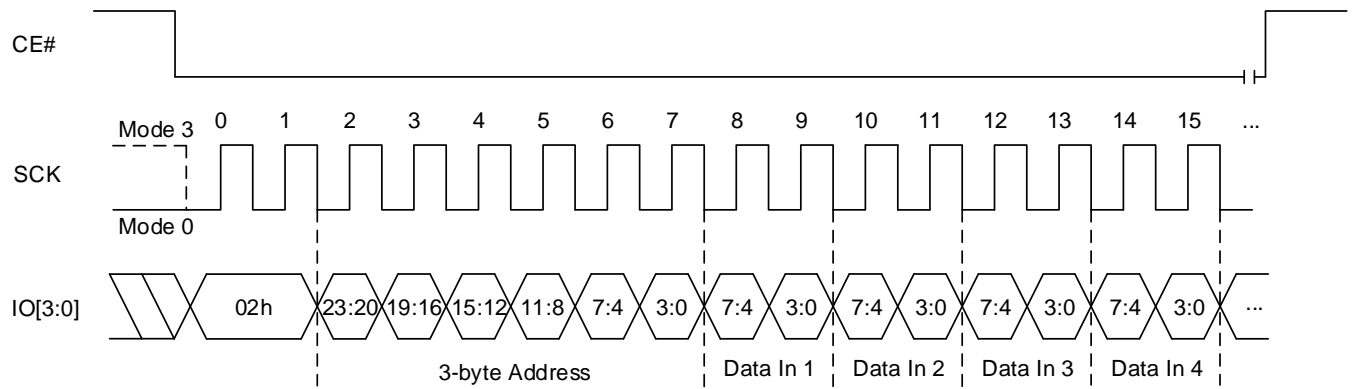 CE#
Mode 3 0 1 2 3 4 5 6 7 8 9 10 11 12 13 14 15 ...
SCK
Mode 0
IO[3:0] 02h 23:20 19:16 15:12 11:8 7:4 3:0 7:4 3:0 7:4 3:0 7:4 3:0 7:4 3:0 ...
3-byte Address Data In 1 Data In 2 Data In 3 Data In 4